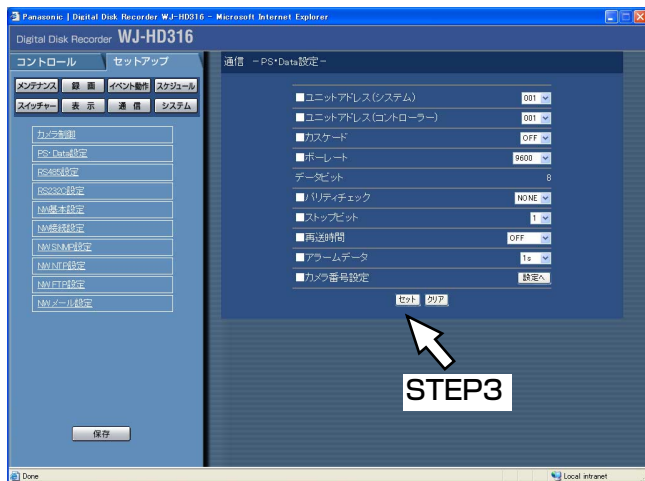 Panasonic | Digital Disk Recorder WJ-HD316 - Microsoft Internet Explorer
Digital Disk Recorder WJ-HD316
コントロール セットアップ
メンテナンス 録 画 イベント動作 スケジュール
スイッチャー 表 示 通 信 システム
カメラ制御
PS･Data設定
RS485設定
RS232C設定
NW基本設定
NW接続設定
NW SNMP設定
NW NTP設定
NW FTP設定
NWメール設定
保存
通信 －PS･Data設定－
■ユニットアドレス(システム) 001
■ユニットアドレス(コントローラー) 001
■カスケード OFF
■ボーレート 9600
データビット 8
■パリティチェック NONE
■ストップビット 1
■再送時間 OFF
■アラームデータ 1s
■カメラ番号設定 設定へ
セット クリア
STEP3
Done Local intranet